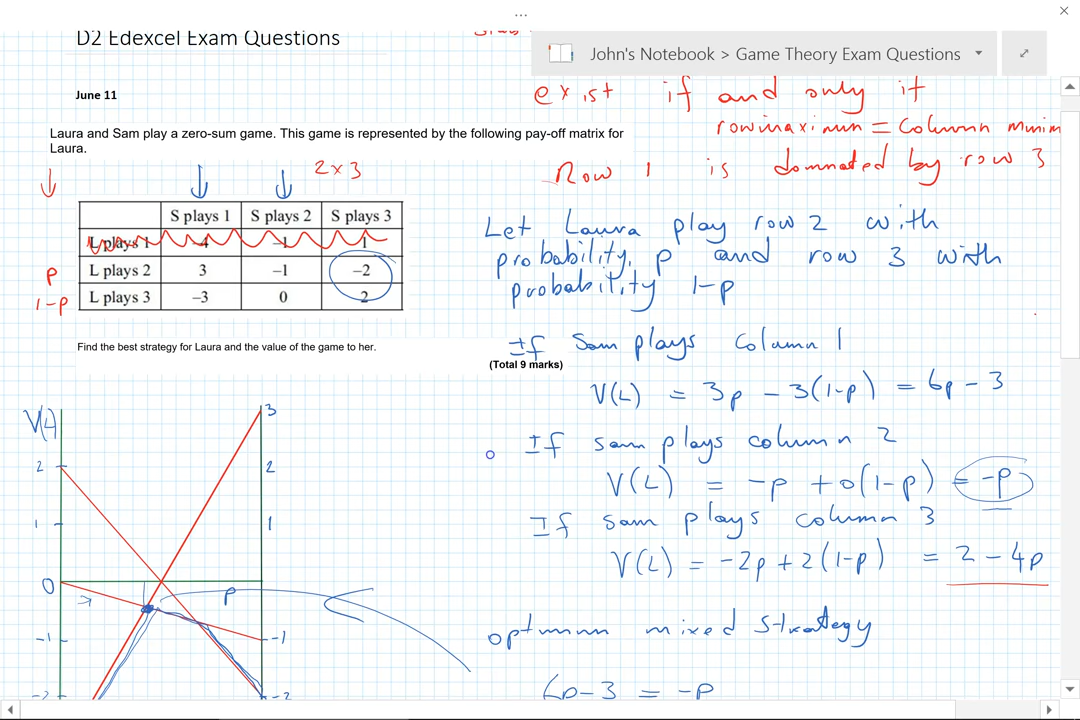 ...
D2 Edexcel Exam Questions
John's Notebook > Game Theory Exam Questions
June 11
exist if and only if
row maximin = Column minim
Row 1 is domnated by row 3
Laura and Sam play a zero-sum game. This game is represented by the following pay-off matrix for
Laura.
2 x 3
S plays 1 S plays 2 S plays 3
L plays 1 -4 -1 1
p L plays 2 3 -1 -2
1-p L plays 3 -3 0 2
Find the best strategy for Laura and the value of the game to her.
(Total 9 marks)
Let Laura play row 2 with
probability, p and row 3 with
probability 1-p
If Sam plays Column 1
V(L) = 3p - 3(1-p) = 6p - 3
If sam plays column 2
V(L) = -p + 0(1-p) = -p
If sam plays column 3
V(L) = -2p + 2(1-p) = 2 - 4p
optimum mixed strategy
6p-3 = -p
V(L)
3
2
2
1
1
0
p
-1
-1
-2
-2